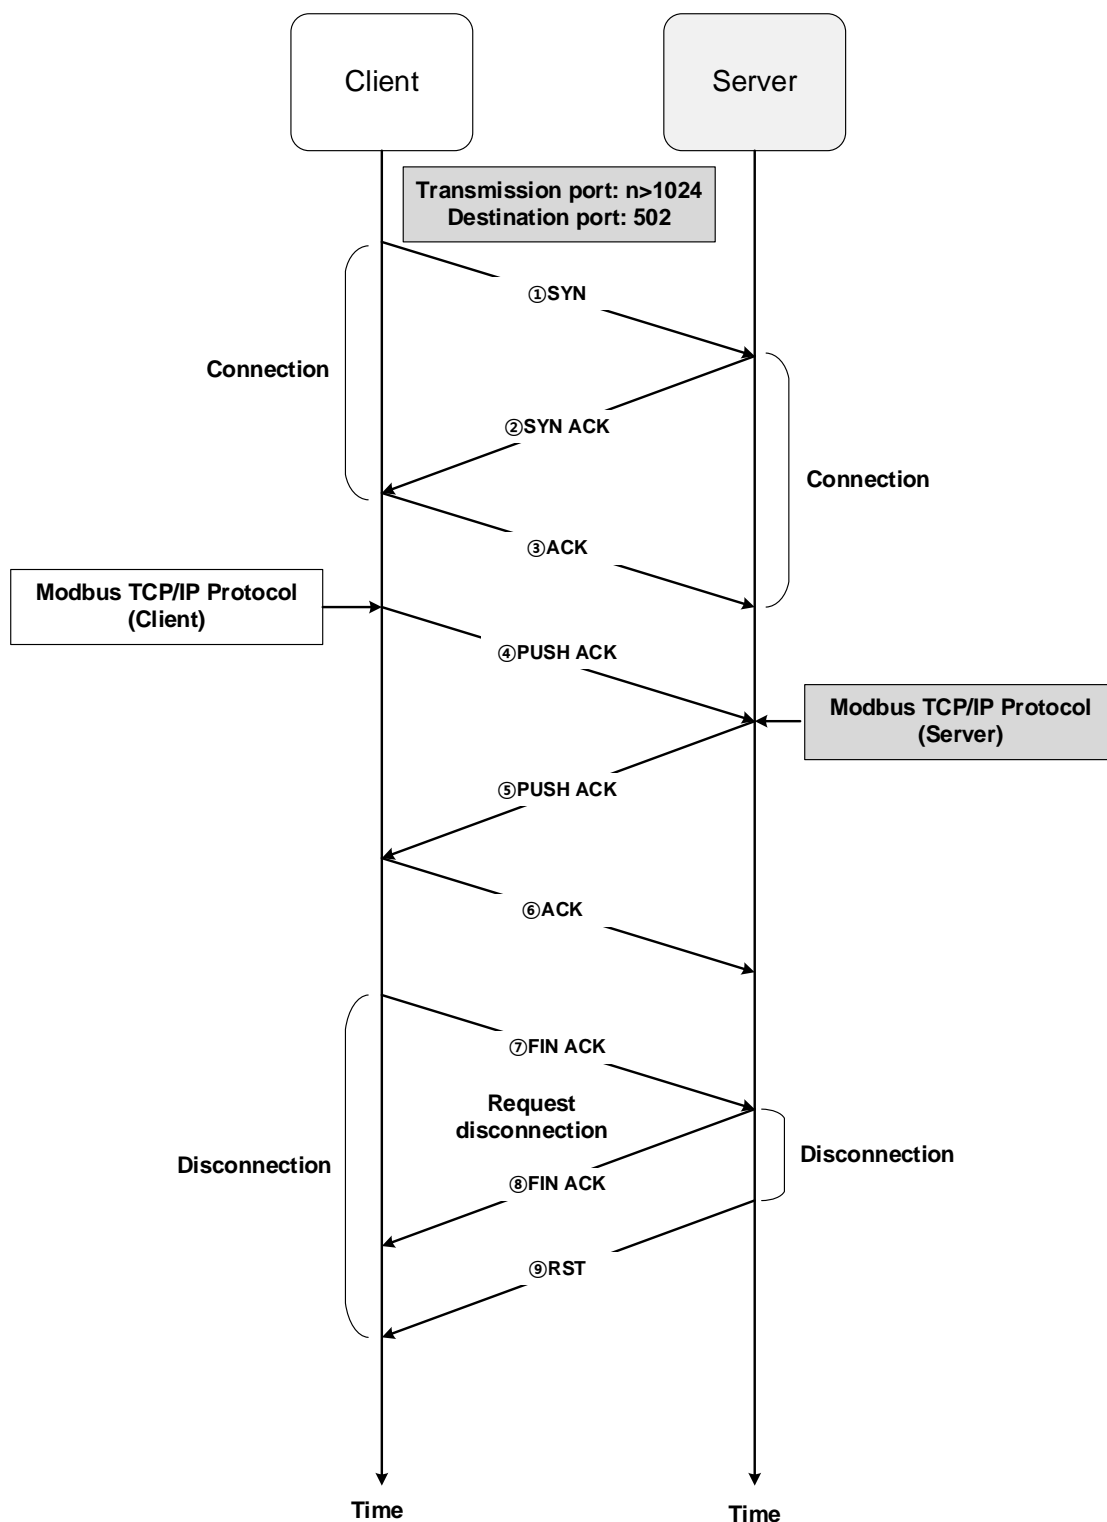 Client
Server
Transmission port: n>1024
Destination port: 502
①SYN
Connection
②SYN ACK
Connection
③ACK
Modbus TCP/IP Protocol
(Client)
④PUSH ACK
Modbus TCP/IP Protocol
(Server)
⑤PUSH ACK
⑥ACK
⑦FIN ACK
Request
disconnection
Disconnection
Disconnection
⑧FIN ACK
⑨RST
Time
Time